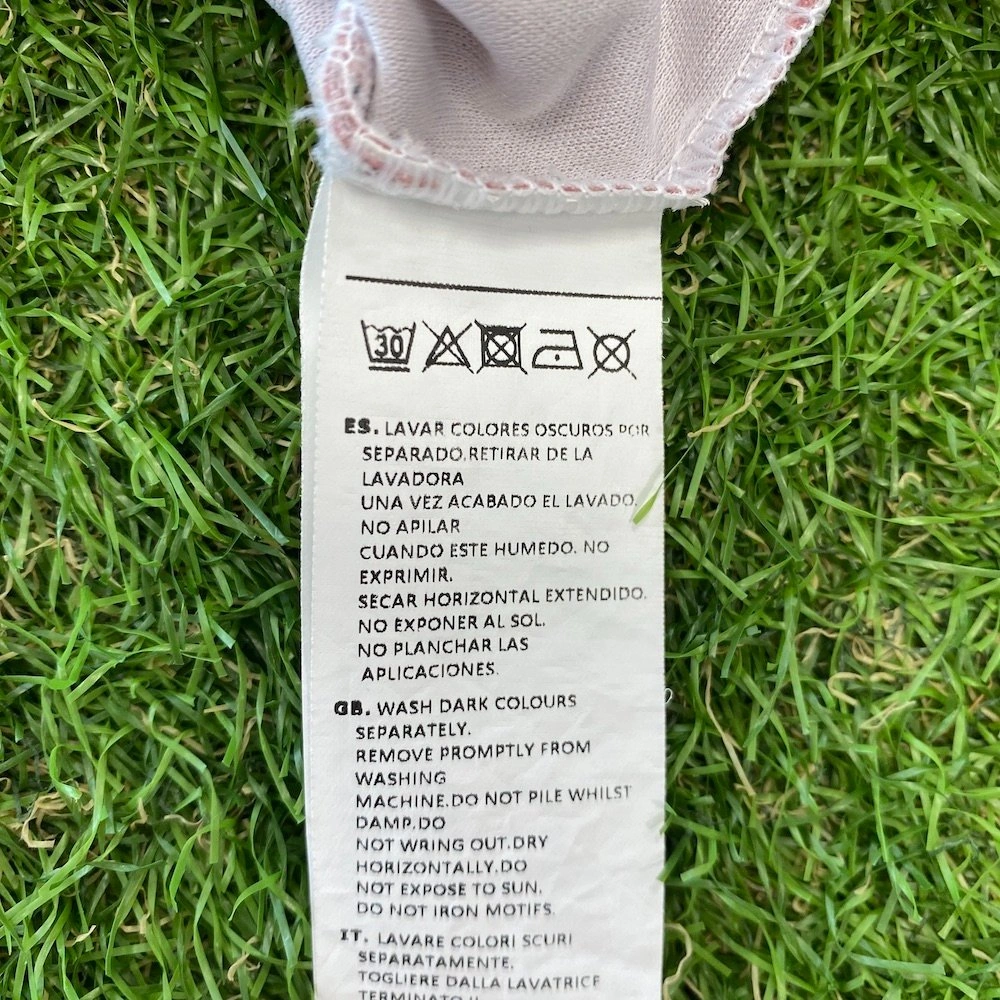 30
ES. LAVAR COLORES OSCUROS POR
SEPARADO.RETIRAR DE LA
LAVADORA
UNA VEZ ACABADO EL LAVADO.
NO APILAR
CUANDO ESTE HUMEDO. NO
EXPRIMIR.
SECAR HORIZONTAL EXTENDIDO.
NO EXPONER AL SOL.
NO PLANCHAR LAS
APLICACIONES.
GB. WASH DARK COLOURS
SEPARATELY.
REMOVE PROMPTLY FROM
WASHING
MACHINE.DO NOT PILE WHILST
DAMP.DO
NOT WRING OUT.DRY
HORIZONTALLY.DO
NOT EXPOSE TO SUN.
DO NOT IRON MOTIFS.
IT. LAVARE COLORI SCURI
SEPARATAMENTE.
TOGLIERE DALLA LAVATRICE
TERMINATO IL